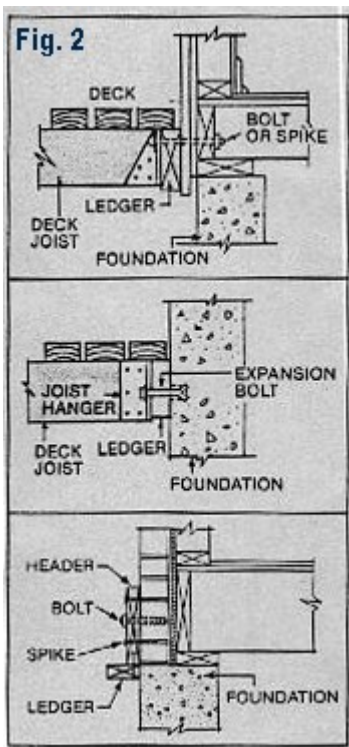 Fig. 2
DECK
BOLT
OR SPIKE
LEDGER
DECK
JOIST
FOUNDATION
JOIST
HANGER
EXPANSION
BOLT
DECK
JOIST
LEDGER
FOUNDATION
HEADER
BOLT
SPIKE
LEDGER
FOUNDATION